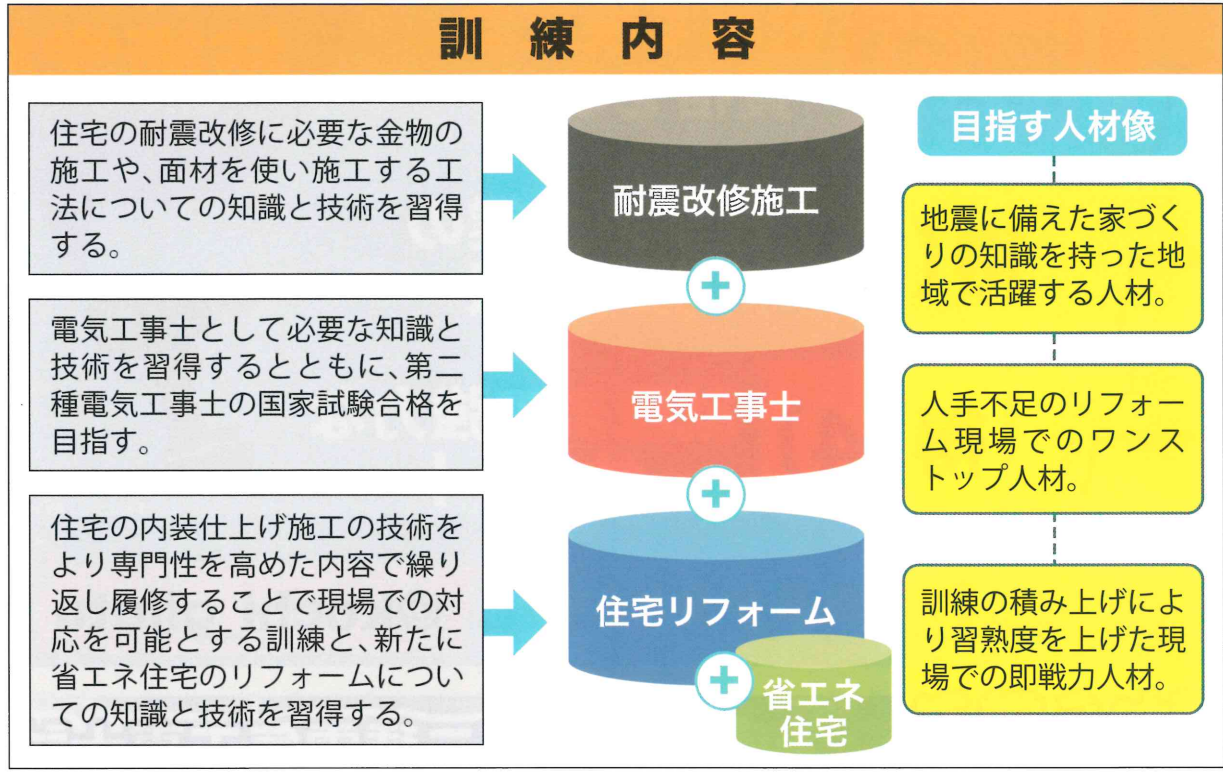 訓練内容
住宅の耐震改修に必要な金物の
施工や、面材を使い施工する工
法についての知識と技術を習得
する。
耐震改修施工
電気工事士として必要な知識と
技術を習得するとともに、第二
種電気工事士の国家試験合格を
目指す。
電気工事士
住宅の内装仕上げ施工の技術を
より専門性を高めた内容で繰り
返し履修することで現場での対
応を可能とする訓練と、新たに
省エネ住宅のリフォームについ
ての知識と技術を習得する。
住宅リフォーム
省エネ
住宅
目指す人材像
地震に備えた家づく
りの知識を持った地
域で活躍する人材。
人手不足のリフォー
ム現場でのワンス
トップ人材。
訓練の積み上げによ
り習熟度を上げた現
場での即戦力人材。